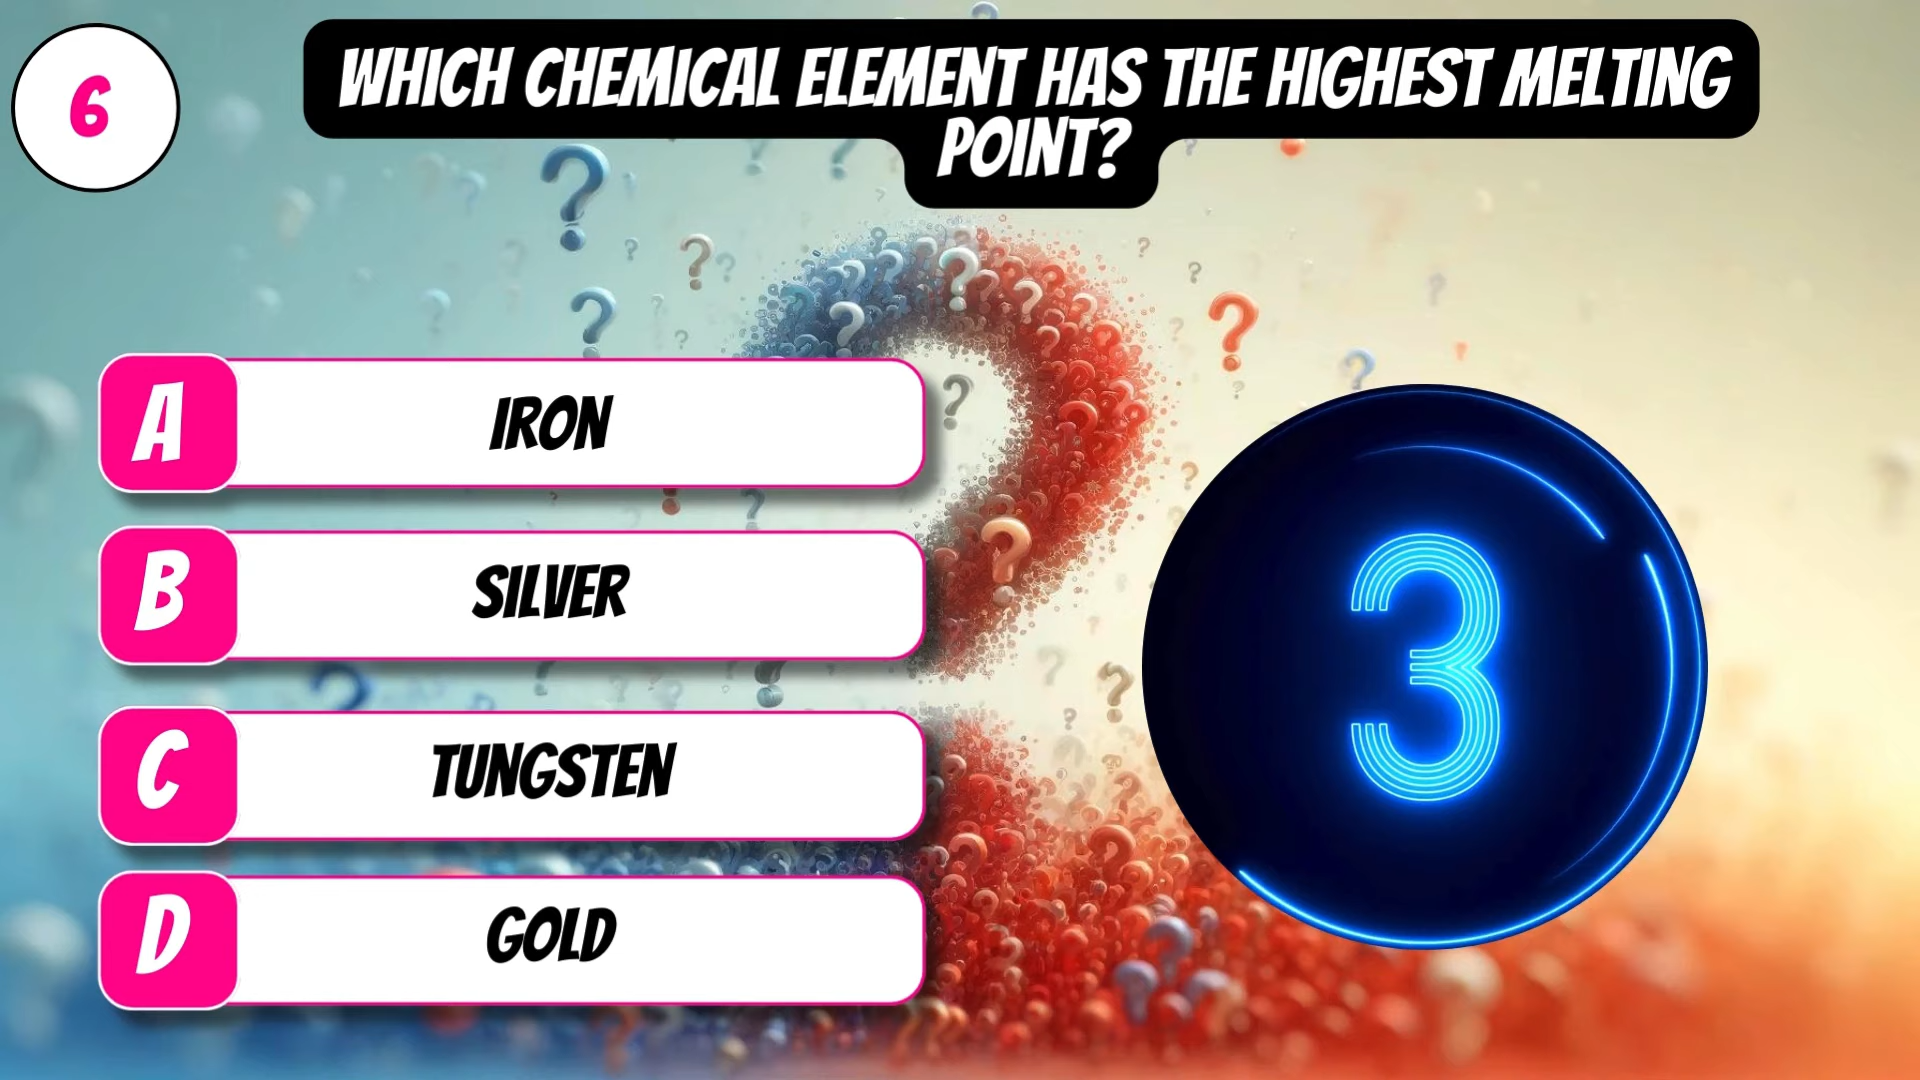 6
WHICH CHEMICAL ELEMENT HAS THE HIGHEST MELTING
POINT?
A IRON
B SILVER
C TUNGSTEN
D GOLD
3